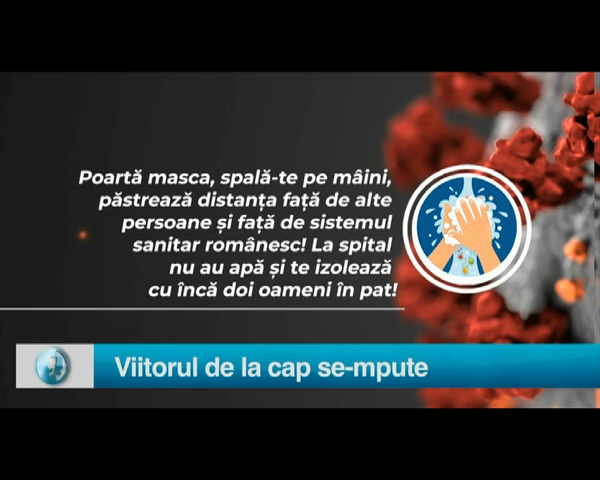 Poartă masca, spală-te pe mâini,
păstrează distanța față de alte
persoane și față de sistemul
sanitar românesc! La spital
nu au apă și te izolează
cu încă doi oameni în pat!
Viitorul de la cap se-mpute